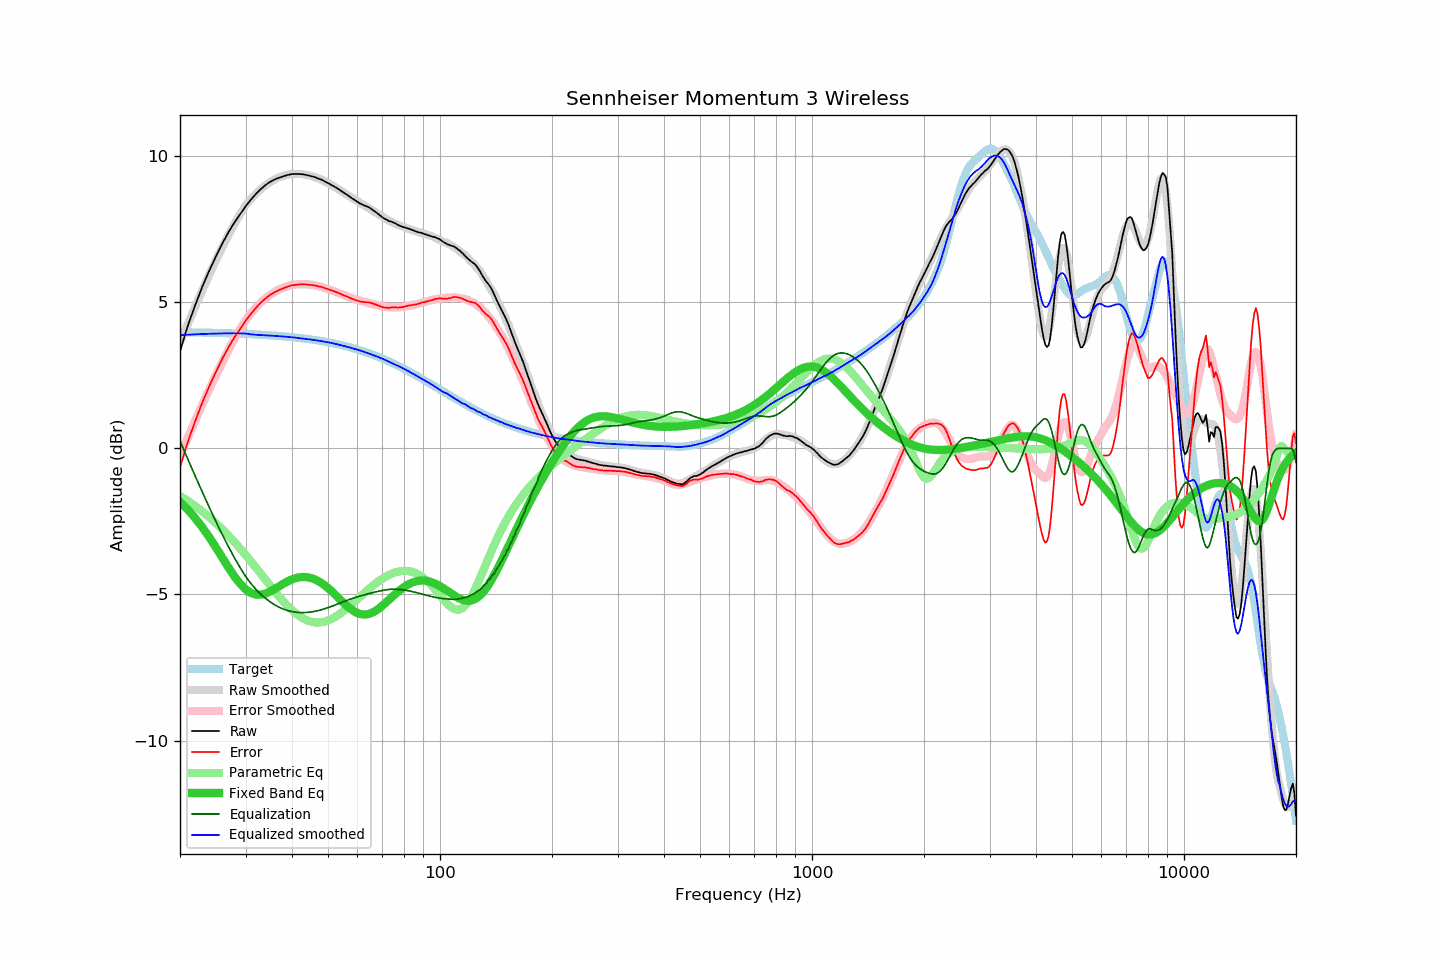 Sennheiser Momentum 3 Wireless
10
5
0
−5
−10
Amplitude (dBr)
Target
Raw Smoothed
Error Smoothed
Raw
Error
Parametric Eq
Fixed Band Eq
Equalization
Equalized smoothed
100
1000
10000
Frequency (Hz)